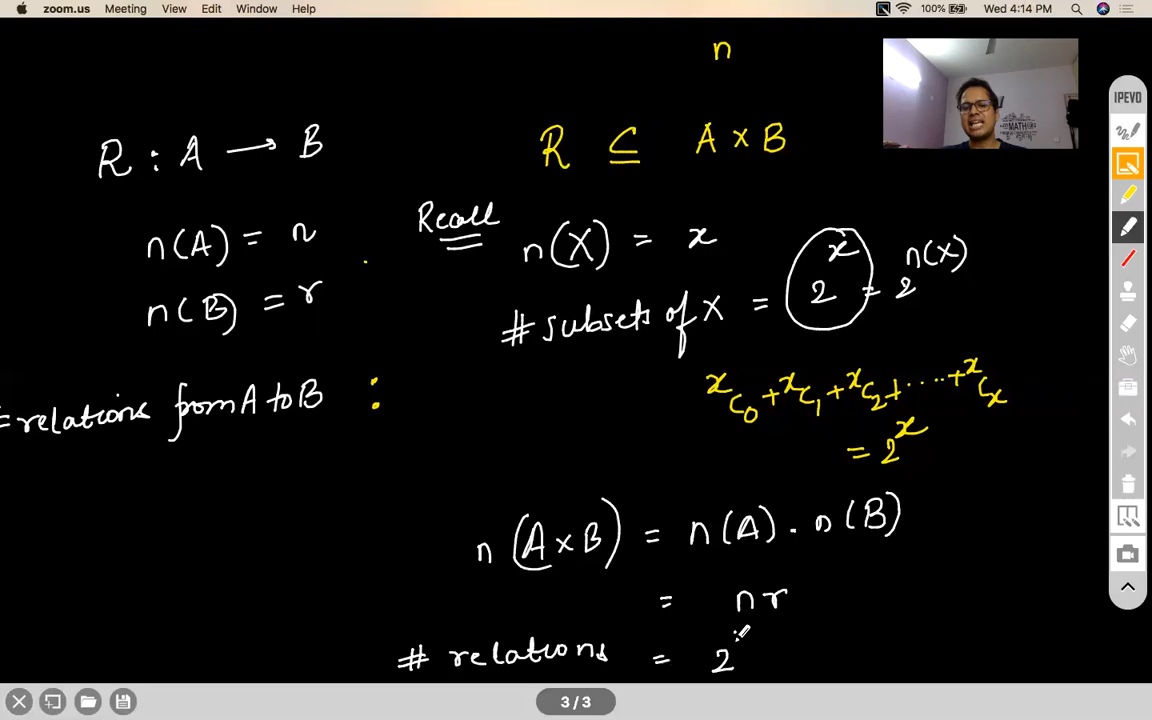 zoom.us Meeting View Edit Window Help 100% Wed 4:14 PM
n
IPEVO
MATH
R : A → B
R ⊆ A × B
Recall
n(A) = n
n(X) = x
n(B) = r
# subsets of X = 2^x = 2^n(X)
=relations from A to B :
xC0 + xC1 + xC2 + ..... + xCx
= 2^x
n(A×B) = n(A) . n(B)
= nr
# relations = 2
3/3